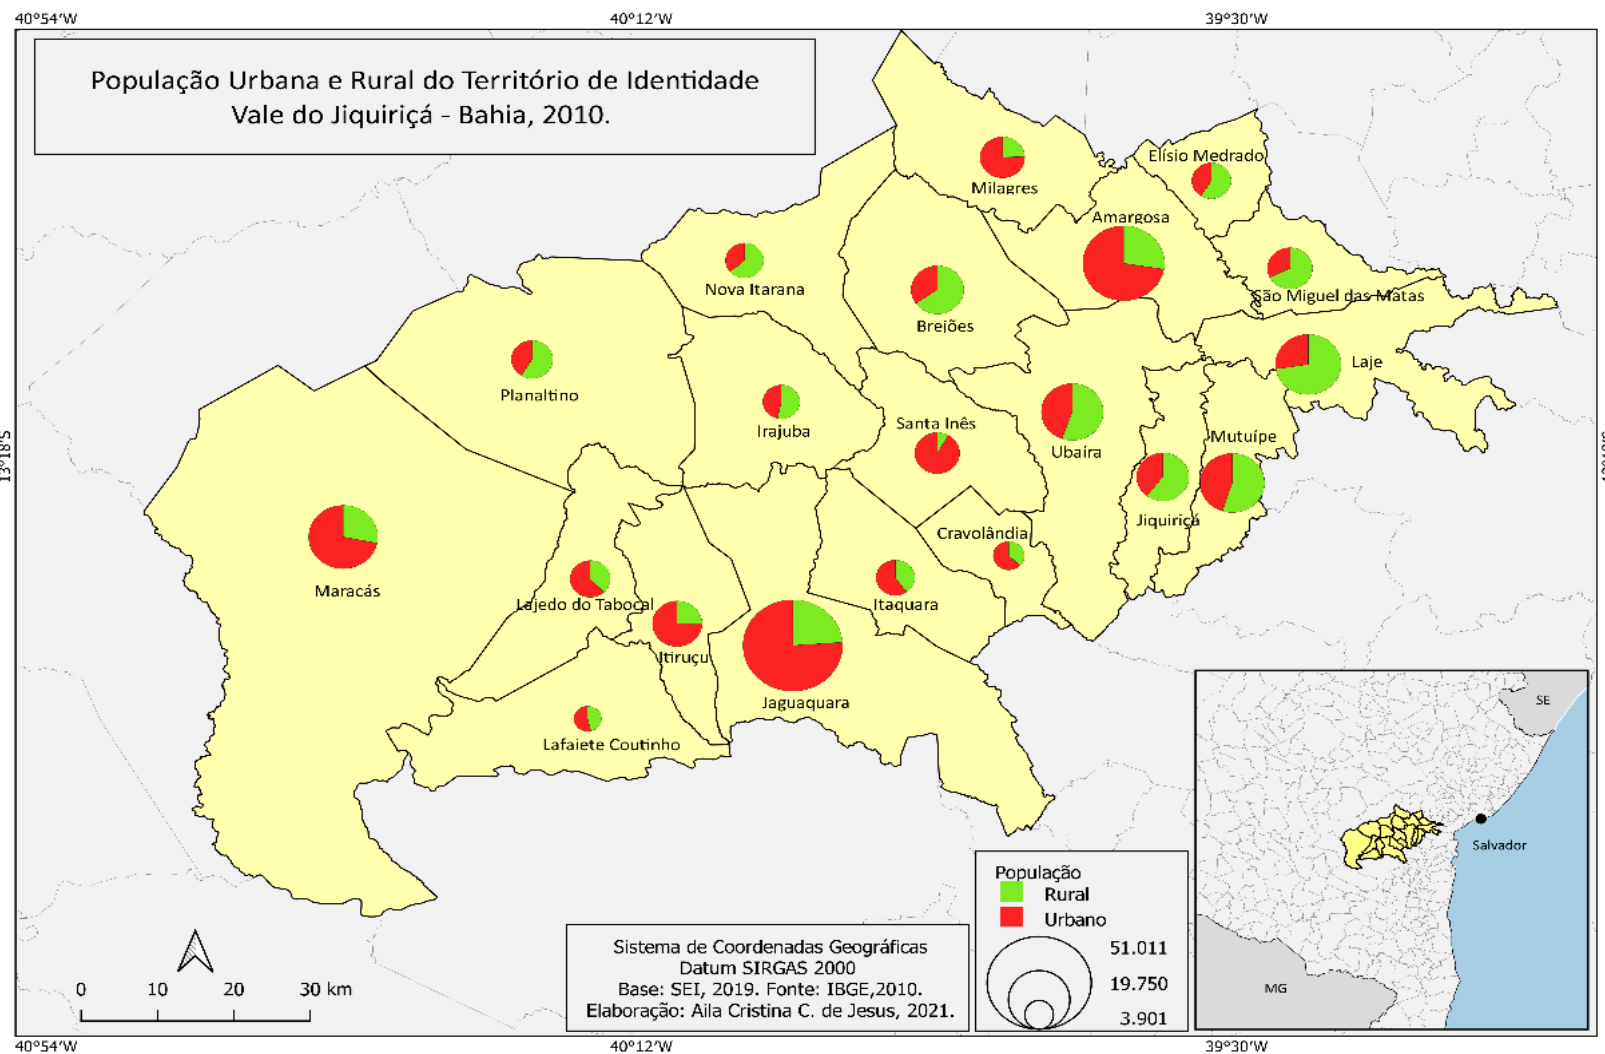 40°54′W
40°12′W
39°30′W
População Urbana e Rural do Território de Identidade
Vale do Jiquiriçá - Bahia, 2010.
Elísio Medrado
Milagres
Amargosa
Nova Itarana
São Miguel das Matas
Brejões
Laje
Planaltino
Irajuba
Santa Inês
Mutuípe
Ubaíra
13°18′S
Jiquiriça
Cravolândia
Maracás
Lajedo do Tabocal
Itaquara
Itiruçu
Jaguaquara
Lafaiete Coutinho
SE
Salvador
MG
População
Rural
Urbano
51.011
19.750
3.901
Sistema de Coordenadas Geográficas
Datum SIRGAS 2000
Base: SEI, 2019. Fonte: IBGE,2010.
Elaboração: Aila Cristina C. de Jesus, 2021.
0 10 20 30 km
40°54′W
40°12′W
39°30′W